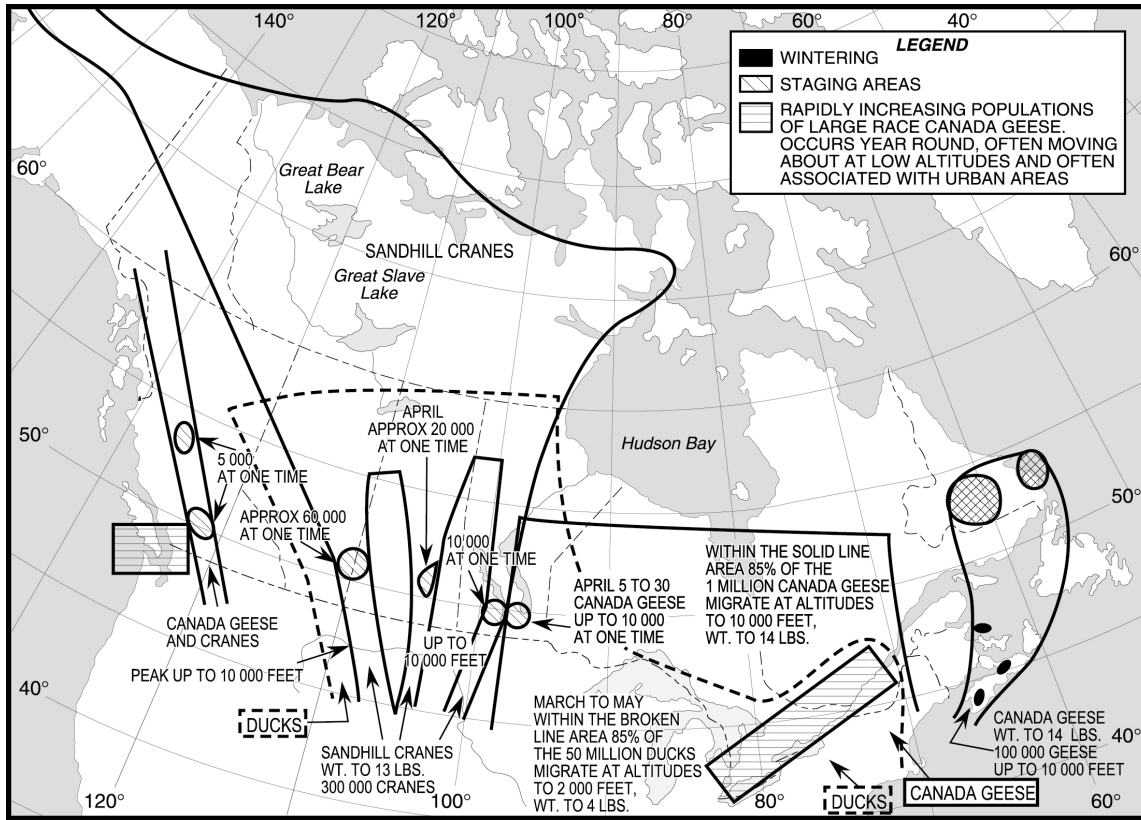 140°
120°
100°
80°
60°
40°
LEGEND
WINTERING
STAGING AREAS
RAPIDLY INCREASING POPULATIONS
OF LARGE RACE CANADA GEESE.
OCCURS YEAR ROUND, OFTEN MOVING
ABOUT AT LOW ALTITUDES AND OFTEN
ASSOCIATED WITH URBAN AREAS
60°
Great Bear
Lake
SANDHILL CRANES
Great Slave
Lake
60°
APRIL
APPROX 20 000
AT ONE TIME
50°
Hudson Bay
5 000
AT ONE TIME
50°
APPROX 60 000
AT ONE TIME
10 000
AT ONE TIME
WITHIN THE SOLID LINE
AREA 85% OF THE
1 MILLION CANADA GEESE
MIGRATE AT ALTITUDES
TO 10 000 FEET,
WT. TO 14 LBS.
APRIL 5 TO 30
CANADA GEESE
UP TO 10 000
AT ONE TIME
CANADA GEESE
AND CRANES
UP TO
10 000 FEET
PEAK UP TO 10 000 FEET
40°
DUCKS
MARCH TO MAY
WITHIN THE BROKEN
LINE AREA 85% OF
THE 50 MILLION DUCKS
MIGRATE AT ALTITUDES
TO 2 000 FEET,
WT. TO 4 LBS.
SANDHILL CRANES
WT. TO 13 LBS.
300 000 CRANES
CANADA GEESE
WT. TO 14 LBS.
100 000 GEESE
UP TO 10 000 FEET
40°
120°
100°
80°
DUCKS
CANADA GEESE
60°